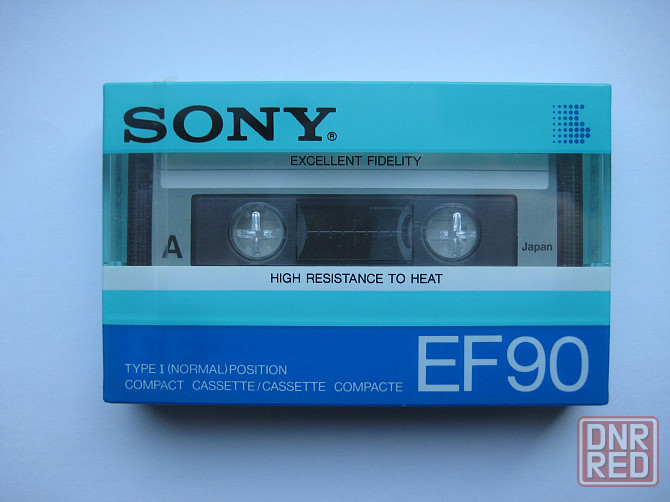 SONY®
EXCELLENT FIDELITY
A
Japan
HIGH RESISTANCE TO HEAT
EF90
TYPE I (NORMAL) POSITION
COMPACT CASSETTE/CASSETTE COMPACTE
DNR
RED